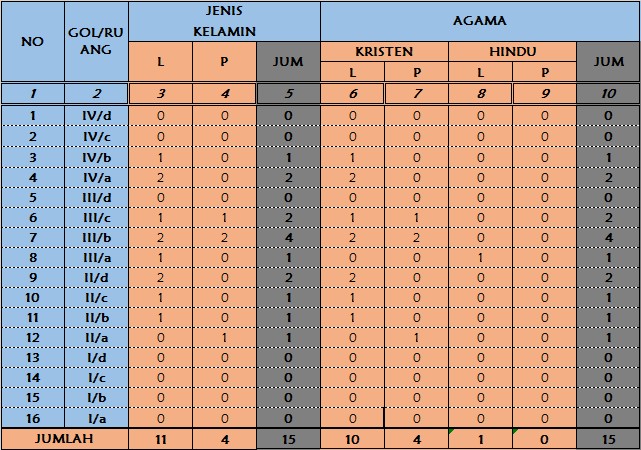 NO GOL/RU ANG JENIS KELAMIN AGAMA
L P JUM KRISTEN HINDU JUM
L P L P
1 2 3 4 5 6 7 8 9 10
1 IV/d 0 0 0 0 0 0 0 0
2 IV/c 0 0 0 0 0 0 0 0
3 IV/b 1 0 1 1 0 0 0 1
4 IV/a 2 0 2 2 0 0 0 2
5 III/d 0 0 0 0 0 0 0 0
6 III/c 1 1 2 1 1 0 0 2
7 III/b 2 2 4 2 2 0 0 4
8 III/a 1 0 1 0 0 1 0 1
9 II/d 2 0 2 2 0 0 0 2
10 II/c 1 0 1 1 0 0 0 1
11 II/b 1 0 1 1 0 0 0 1
12 II/a 0 1 1 0 1 0 0 1
13 I/d 0 0 0 0 0 0 0 0
14 I/c 0 0 0 0 0 0 0 0
15 I/b 0 0 0 0 0 0 0 0
16 I/a 0 0 0 0 0 0 0 0
JUMLAH 11 4 15 10 4 1 0 15